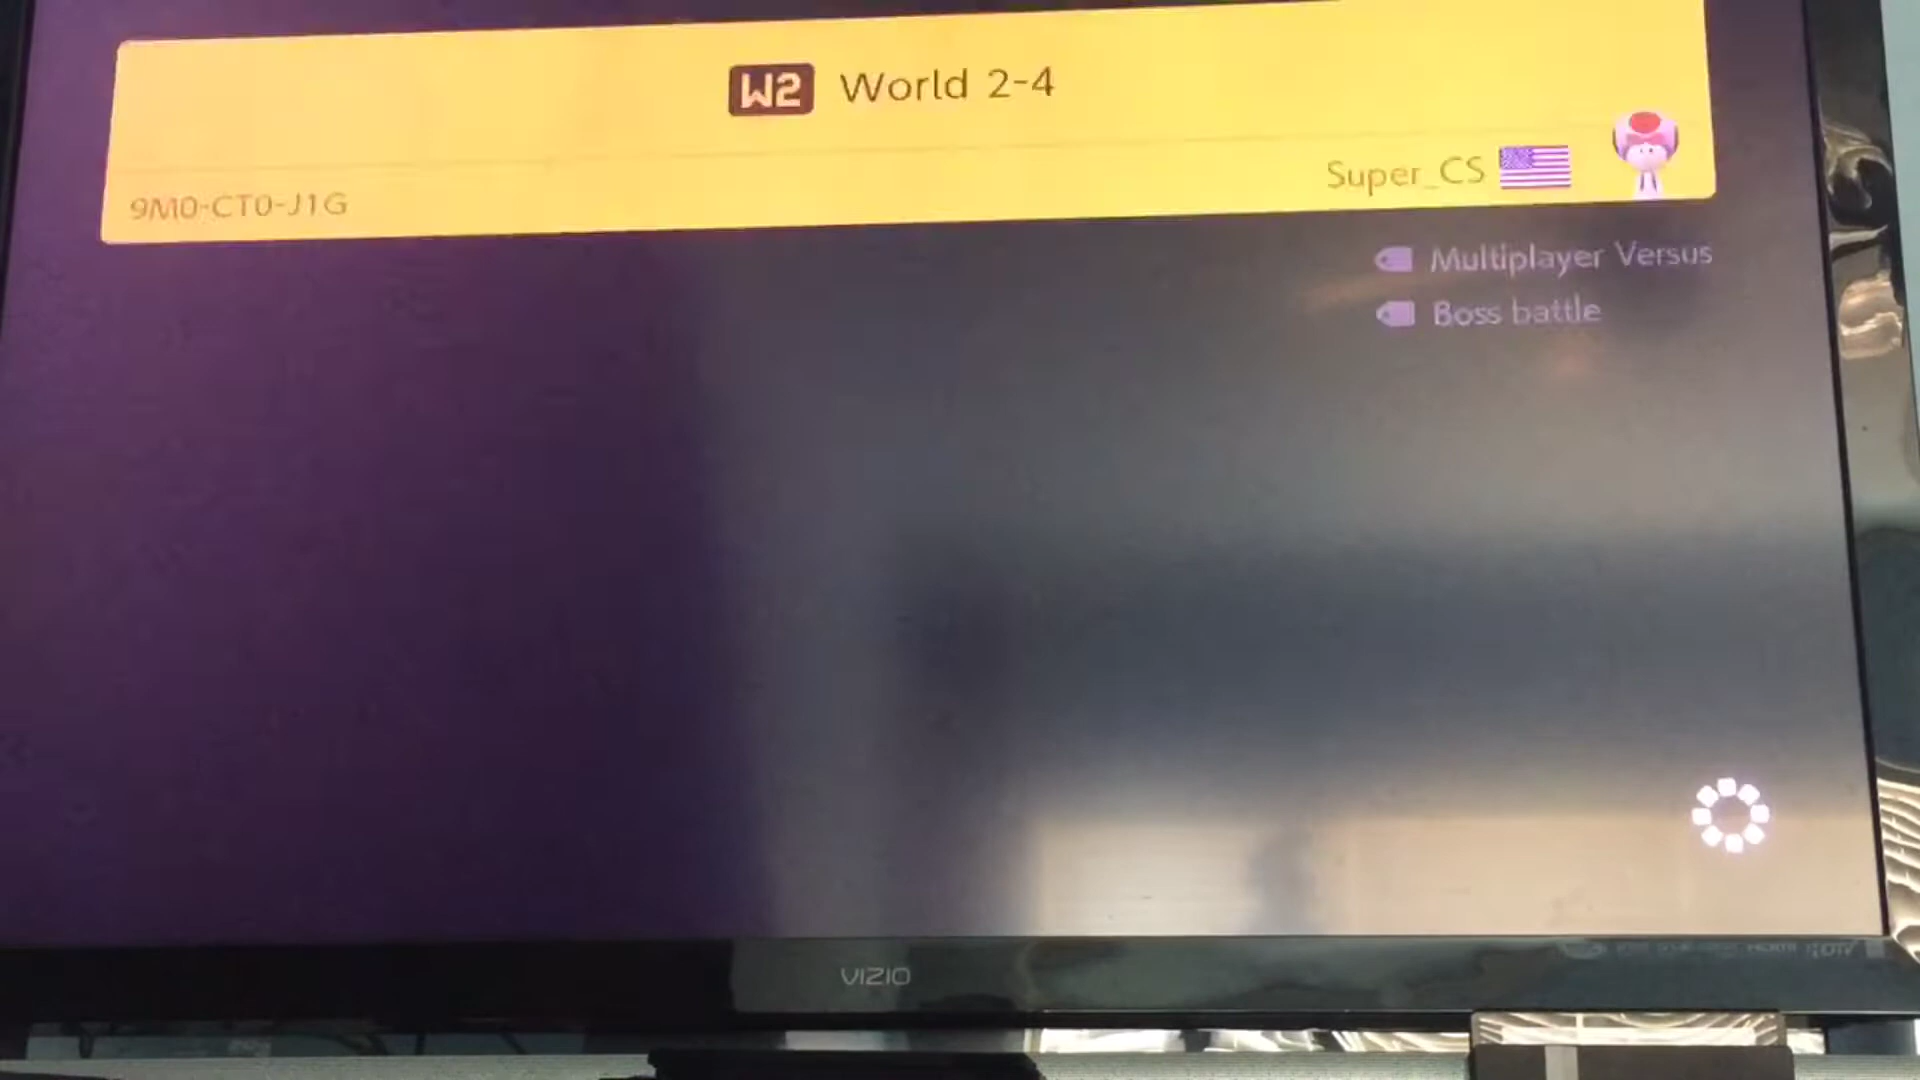 W2 World 2-4
Super_CS
9M0-CT0-J1G
Multiplayer Versus
Boss battle
VIZIO